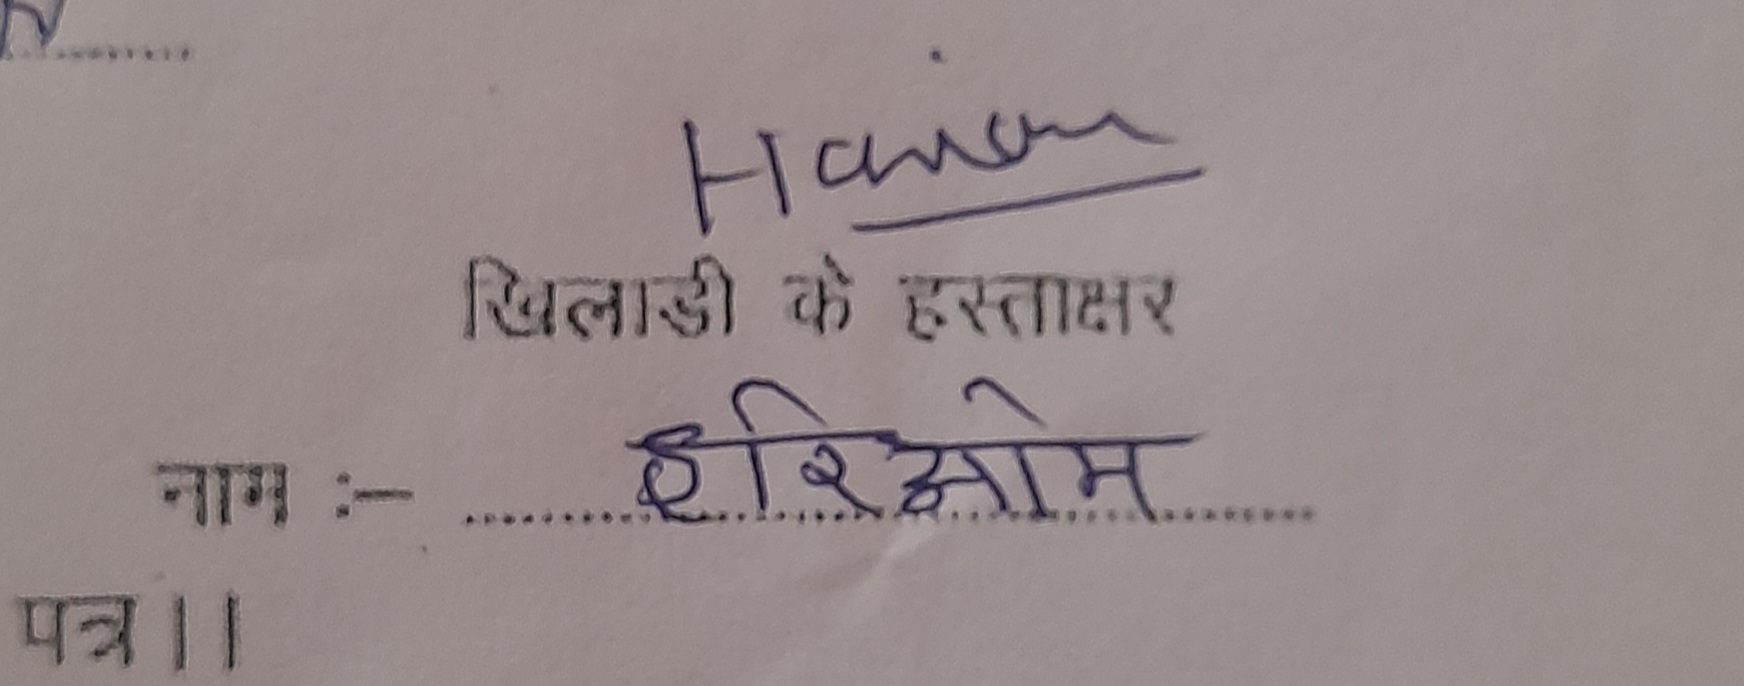 Hariom
खिलाडी के हस्ताक्षर
नाम :- हरिओम
पत्र ।।